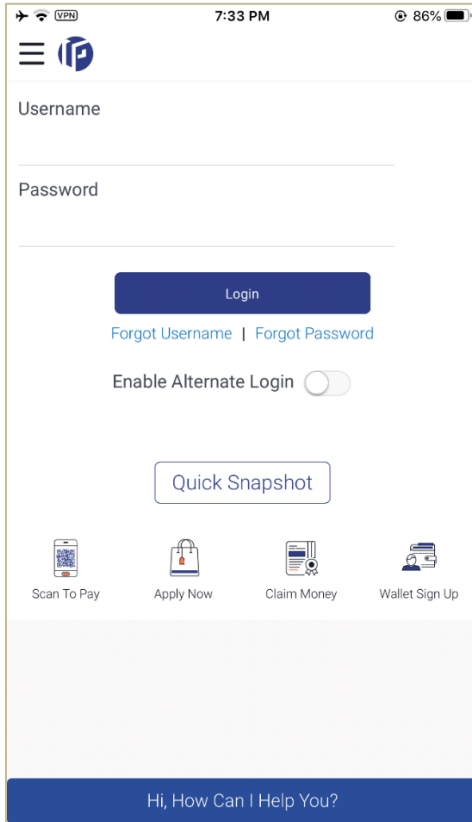 VPN 7:33 PM 86%
Username
Password
Login
Forgot Username | Forgot Password
Enable Alternate Login
Quick Snapshot
Scan To Pay Apply Now Claim Money Wallet Sign Up
Hi, How Can I Help You?